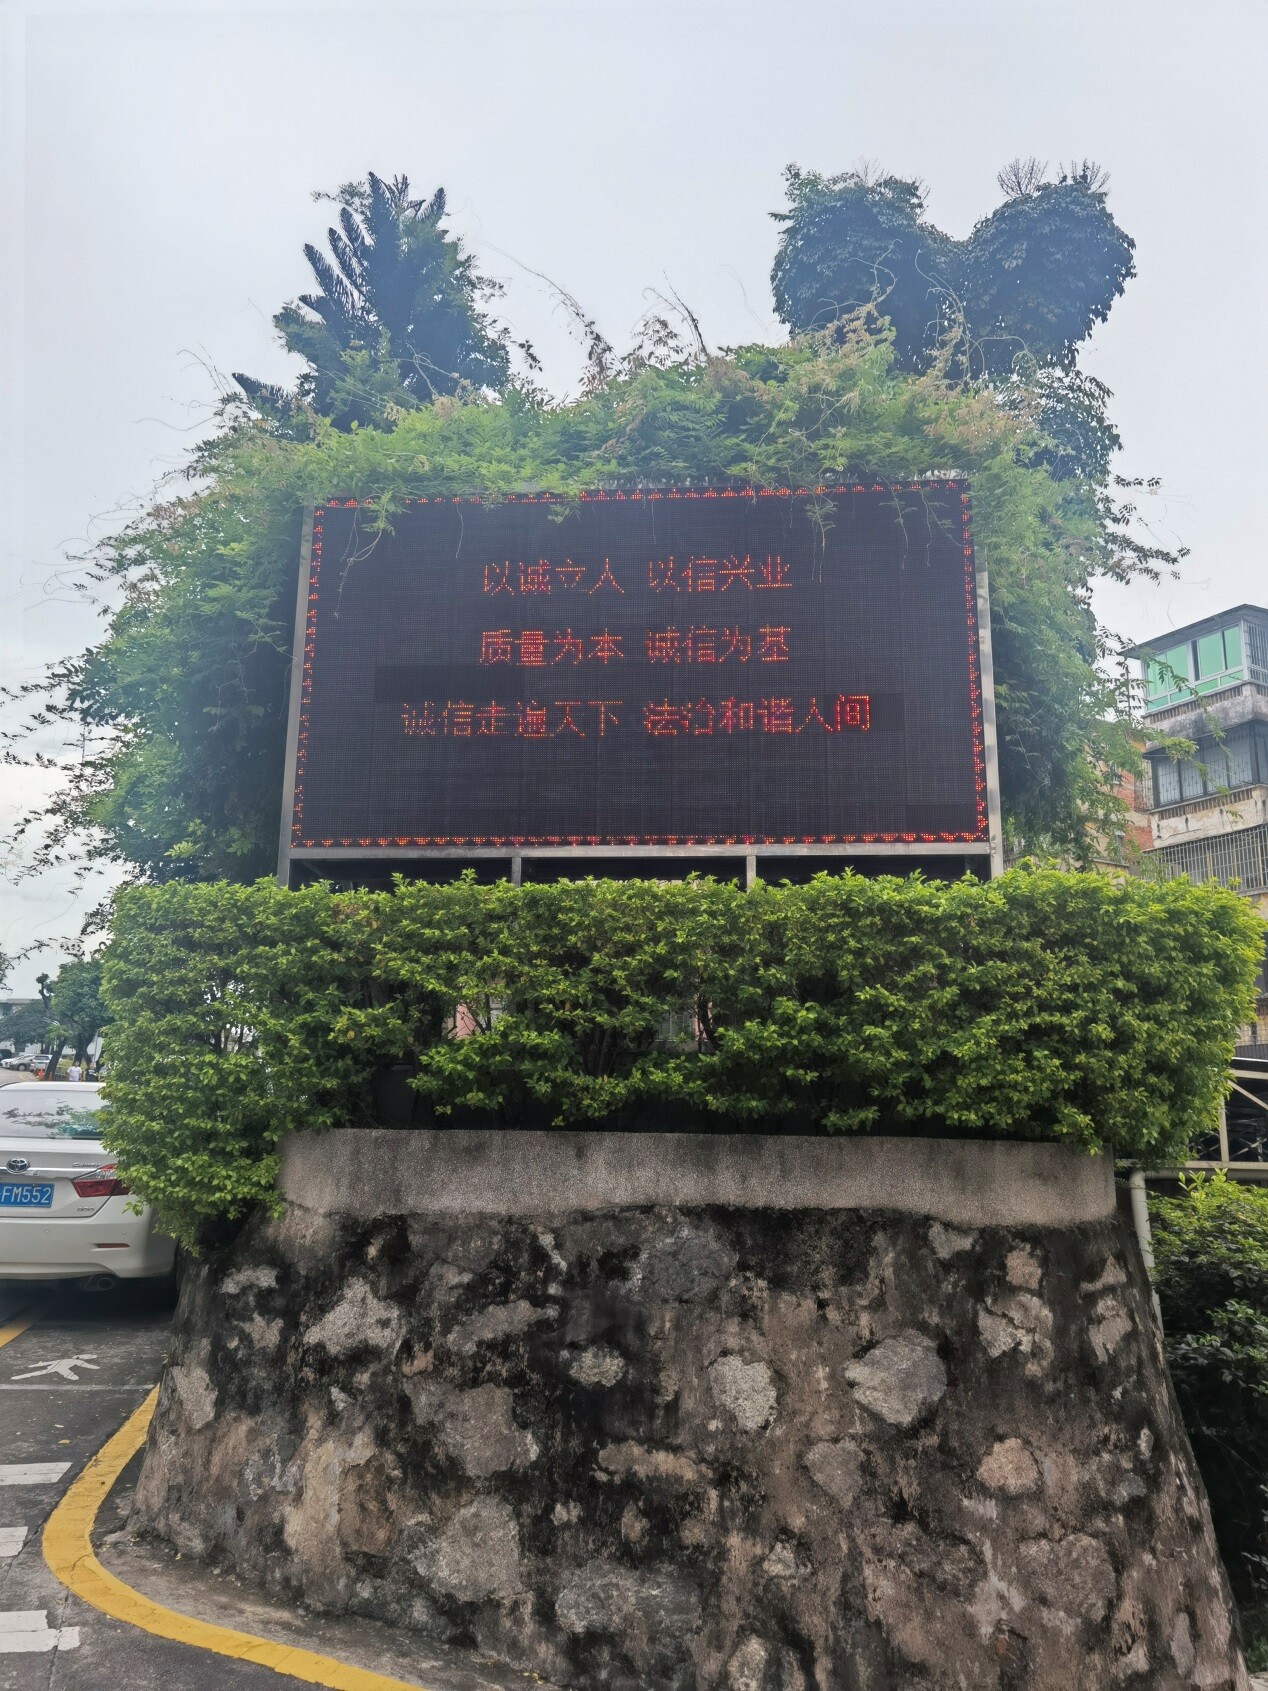 以诚立人 以信兴业
质量为本 诚信为基
诚信走遍天下 法治和谐人间
FM552